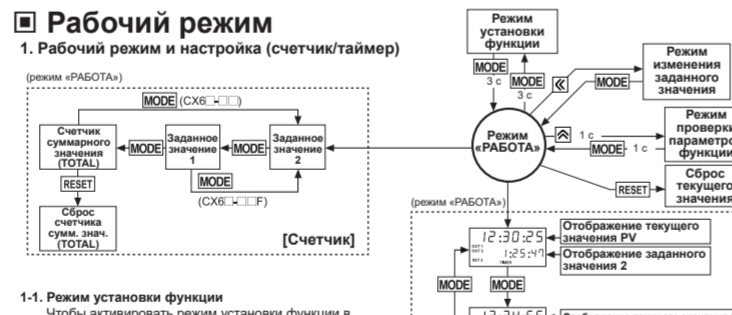 Рабочий режим
1. Рабочий режим и настройка (счетчик/таймер)
(режим «РАБОТА»)
MODE (CX6□-□□)
Счетчик
суммарного
значения
(TOTAL)
MODE
Заданное
значение
1
MODE
Заданное
значение
2
RESET
MODE
(CX6□-□□F)
Сброс
счетчика
сумм. знач.
(TOTAL)
[Счетчик]
Режим
установки
функции
MODE
3 с
MODE
3 с
MODE
Режим
изменения
заданного
значения
Режим
«РАБОТА»
1 с
MODE 1 с
Режим
проверки
функции
RESET
Сброс
текущего
значения
(режим «РАБОТА»)
12:30:25
OUT 1
OUT 2
1:25:47
Отображение текущего
значения PV
Отображение заданного
значения 2
MODE
MODE
1-1. Режим установки функции
Чтобы активировать режим установки функции в